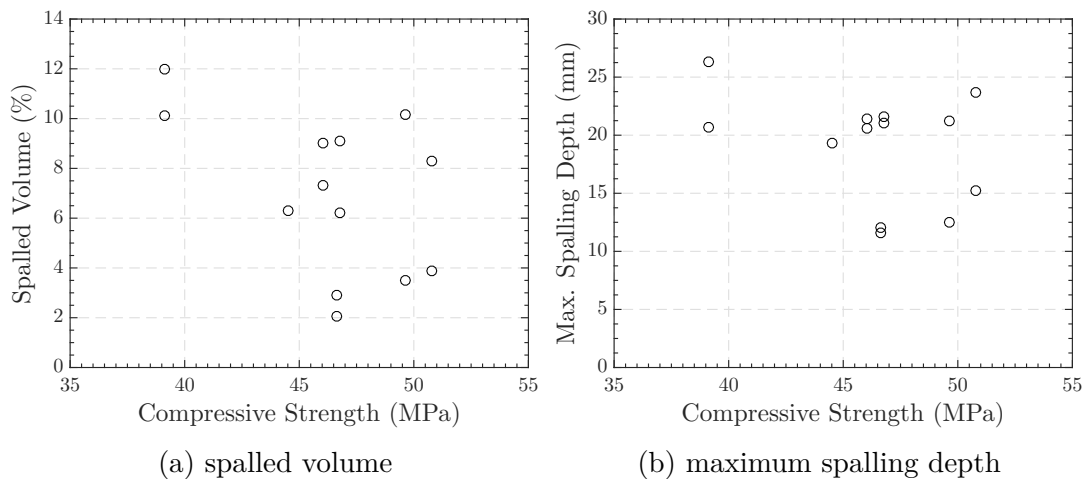 14
12
10
8
6
4
2
0
Spalled Volume (%)
35 40 45 50 55
Compressive Strength (MPa)
(a) spalled volume
30
25
20
15
10
5
0
Max. Spalling Depth (mm)
35 40 45 50 55
Compressive Strength (MPa)
(b) maximum spalling depth